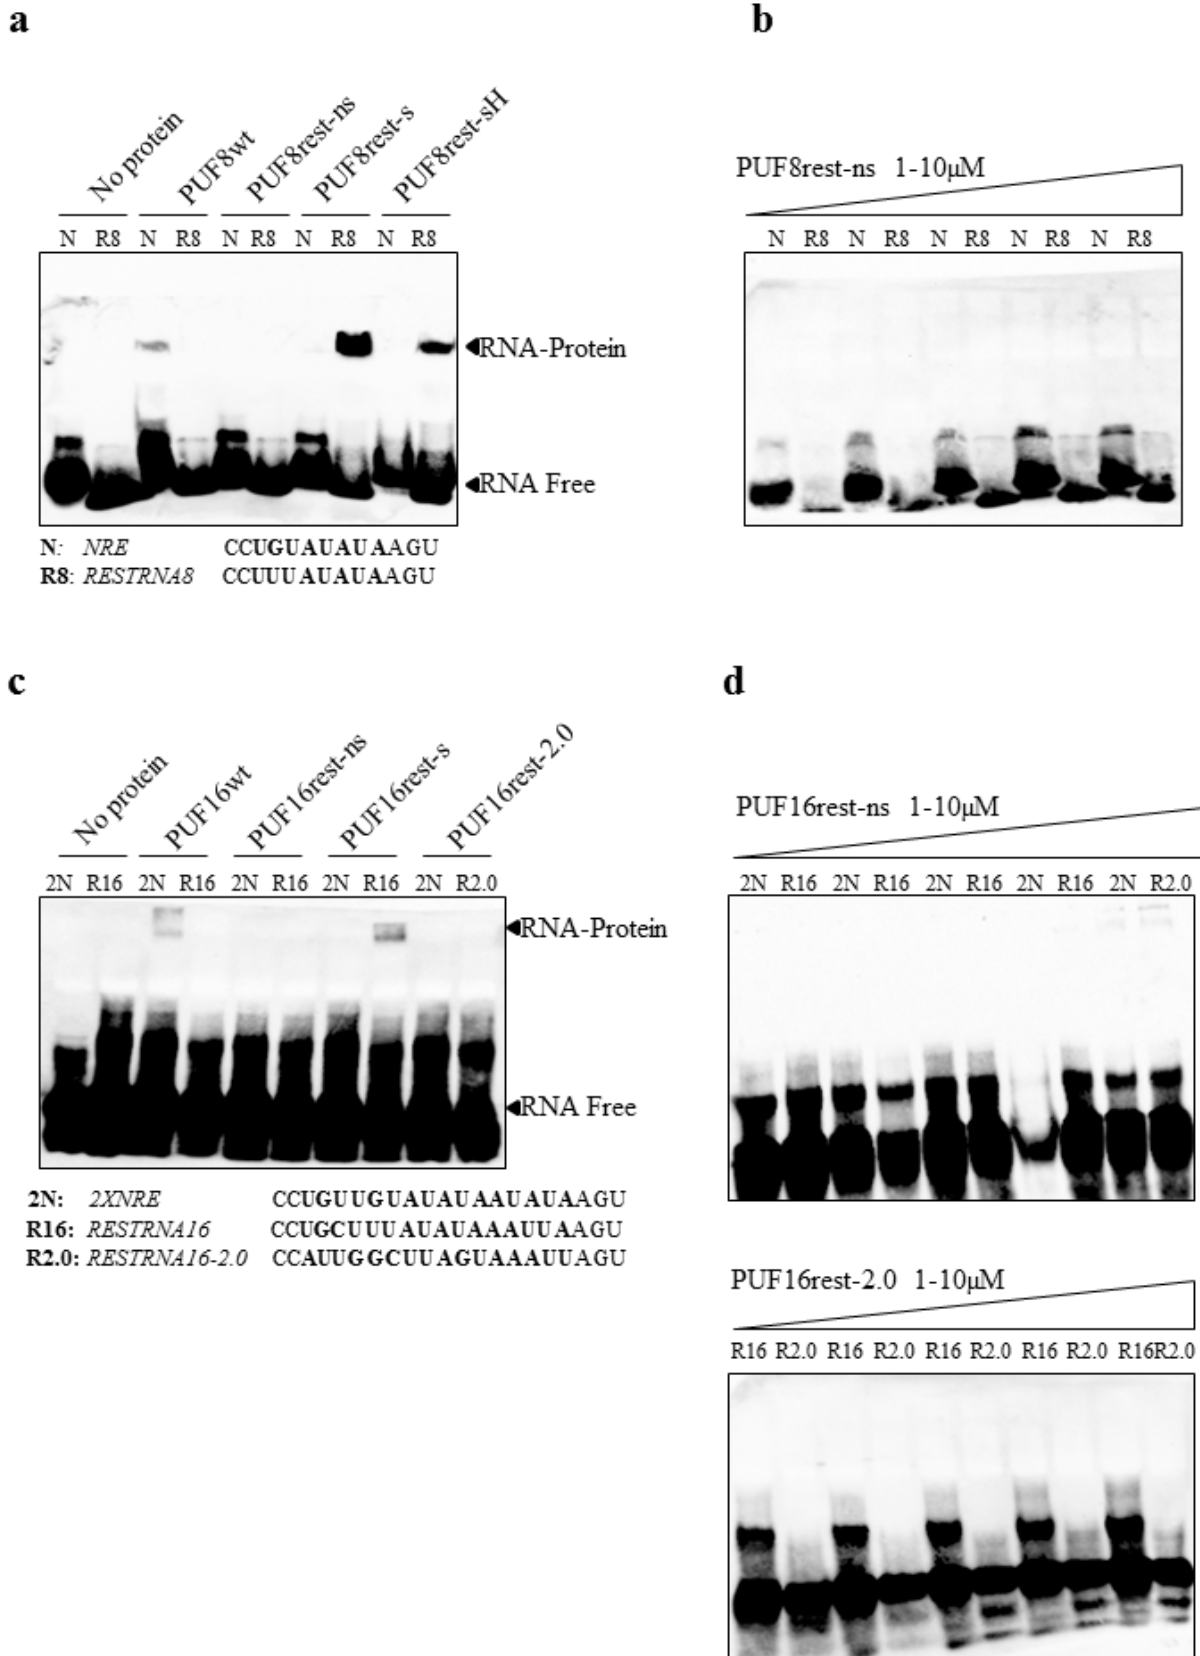 a
No protein
PUF8wt
PUF8rest-ns
PUF8rest-s
PUF8rest-sH
N R8 N R8 N R8 N R8 N R8
RNA-Protein
RNA Free
N: NRE CCUGUAUAUAAGU
R8: RESTRNA8 CCUUUAUAUAAGU
b
PUF8rest-ns 1-10µM
N R8 N R8 N R8 N R8 N R8
c
No protein
PUF16wt
PUF16rest-ns
PUF16rest-s
PUF16rest-2.0
2N R16 2N R16 2N R16 2N R16 2N R2.0
RNA-Protein
RNA Free
2N: 2XNRE CCUGUUGUAUAUAAUAUAAGU
R16: RESTRNA16 CCUGCUUUAUAUAAAUUAAGU
R2.0: RESTRNA16-2.0 CCAUUGGCUUAGUAAAUUAGU
d
PUF16rest-ns 1-10µM
2N R16 2N R16 2N R16 2N R16 2N R2.0
PUF16rest-2.0 1-10µM
R16 R2.0 R16 R2.0 R16 R2.0 R16 R2.0 R16R2.0